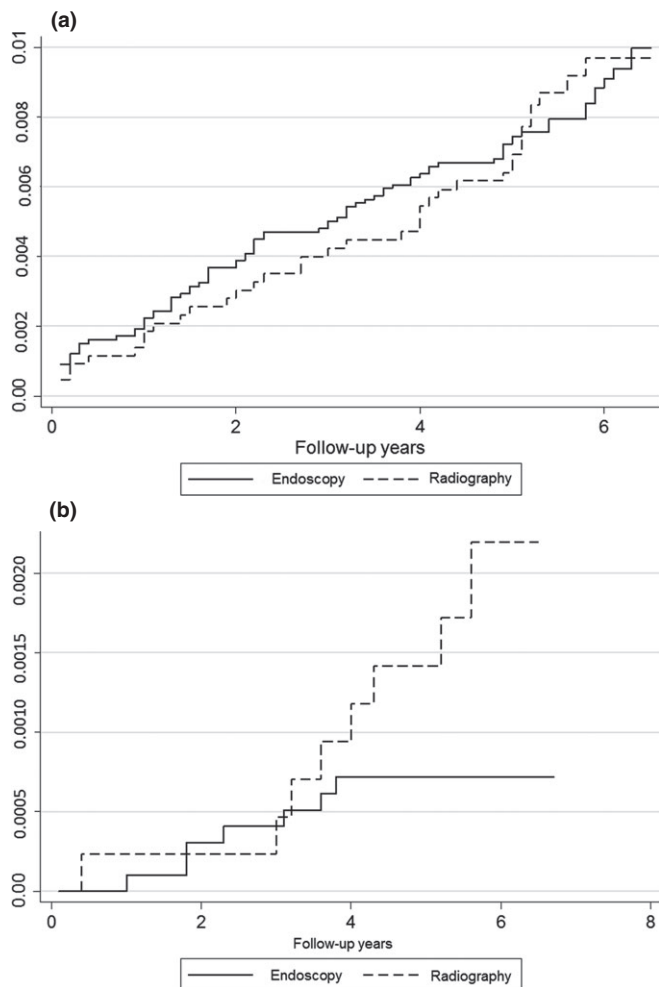 (a)
0.01
0.008
0.006
0.004
0.002
0.00
0 2 4 6
Follow-up years
Endoscopy Radiography
(b)
0.0020
0.0015
0.0010
0.0005
0.00
0 2 4 6 8
Follow-up years
Endoscopy Radiography